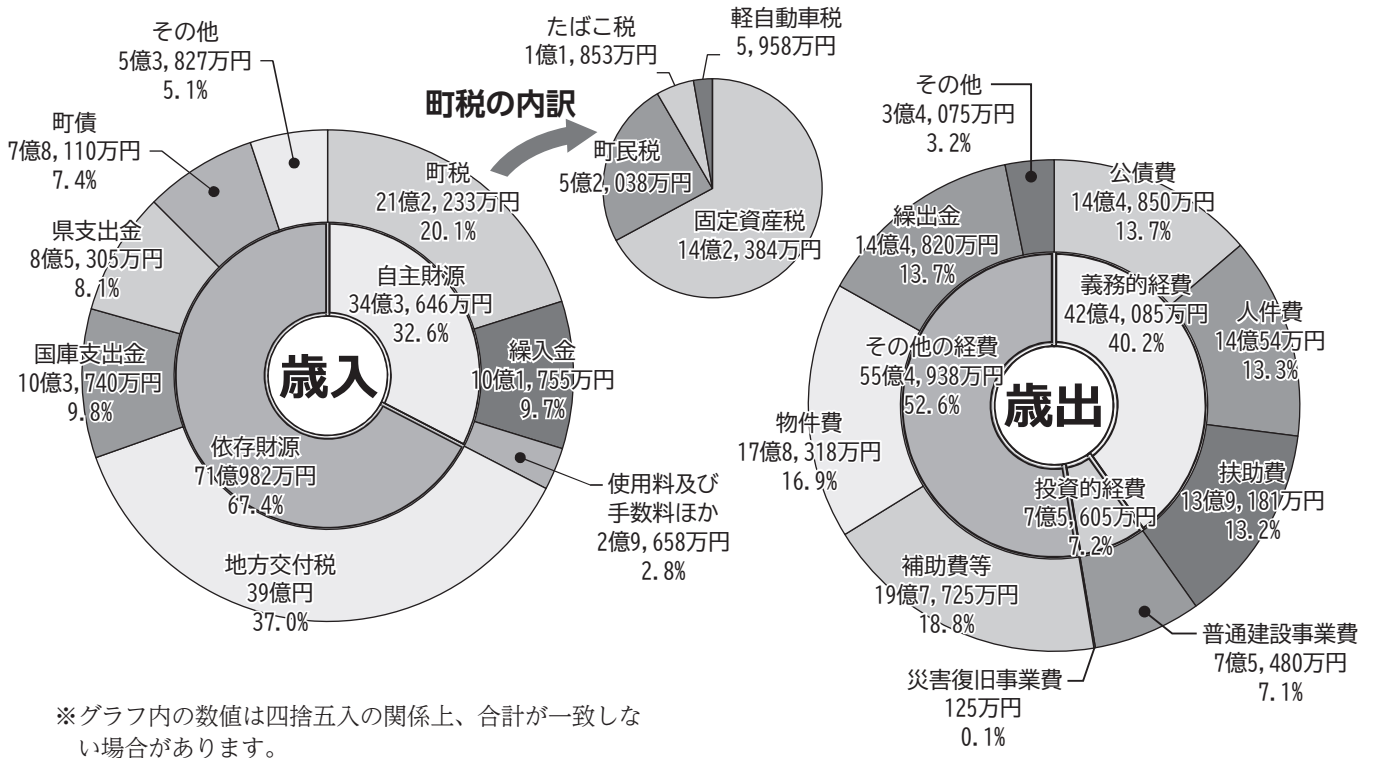 その他
5億3,827万円
5.1%
町債
7億8,110万円
7.4%
県支出金
8億5,305万円
8.1%
国庫支出金
10億3,740万円
9.8%
地方交付税
39億円
37.0%
依存財源
71億982万円
67.4%
歳入
自主財源
34億3,646万円
32.6%
町税
21億2,233万円
20.1%
繰入金
10億1,755万円
9.7%
使用料及び
手数料ほか
2億9,658万円
2.8%
町税の内訳
たばこ税
1億1,853万円
軽自動車税
5,958万円
町民税
5億2,038万円
固定資産税
14億2,384万円
その他
3億4,075万円
3.2%
公債費
14億4,850万円
13.7%
繰出金
14億4,820万円
13.7%
義務的経費
42億4,085万円
40.2%
人件費
14億54万円
13.3%
その他の経費
55億4,938万円
52.6%
歳出
物件費
17億8,318万円
16.9%
扶助費
13億9,181万円
13.2%
投資的経費
7億5,605万円
7.2%
補助費等
19億7,725万円
18.8%
普通建設事業費
7億5,480万円
7.1%
災害復旧事業費
125万円
0.1%
※グラフ内の数値は四捨五入の関係上、合計が一致しな
い場合があります。